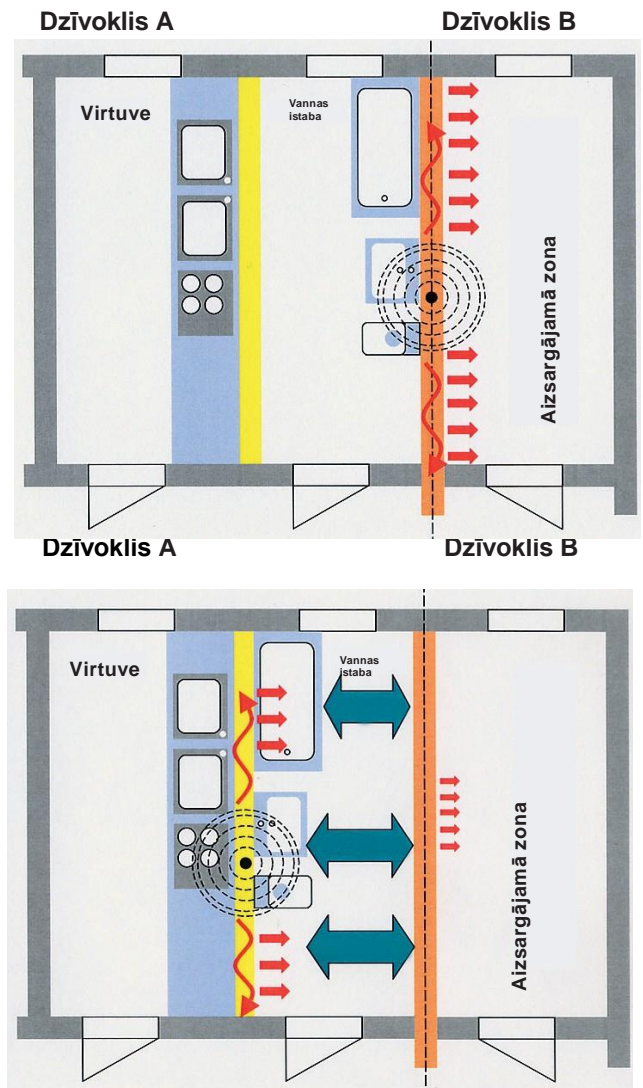 Dzīvoklis A
Dzīvoklis B
Virtuve
Vannas
istaba
Aizsargājamā zona
Dzīvoklis A
Dzīvoklis B
Virtuve
Vannas
istaba
Aizsargājamā zona